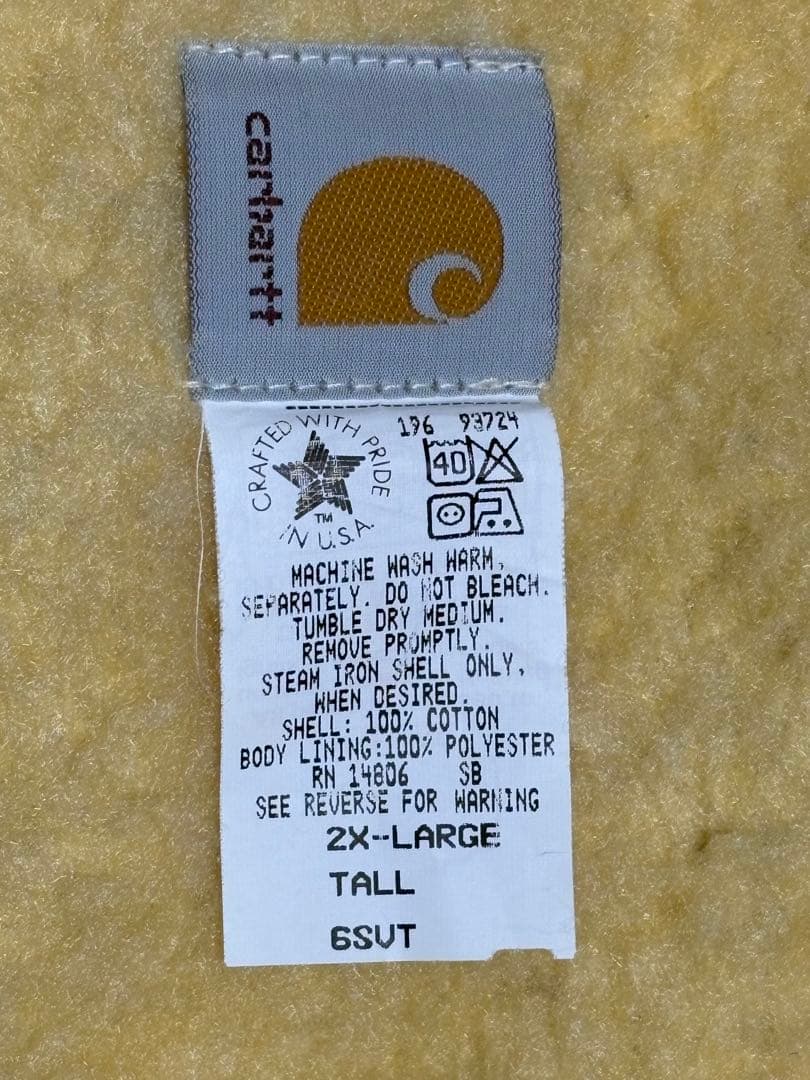 carhartt
CRAFTED WITH PRIDE
IN U.S.A.
TM
196 93724
40
MACHINE WASH WARM,
SEPARATELY. DO NOT BLEACH.
TUMBLE DRY MEDIUM.
REMOVE PROMPTLY.
STEAM IRON SHELL ONLY,
WHEN DESIRED.
SHELL: 100% COTTON
BODY LINING:100% POLYESTER
RN 14806 SB
SEE REVERSE FOR WARNING
2X-LARGE
TALL
6SVT